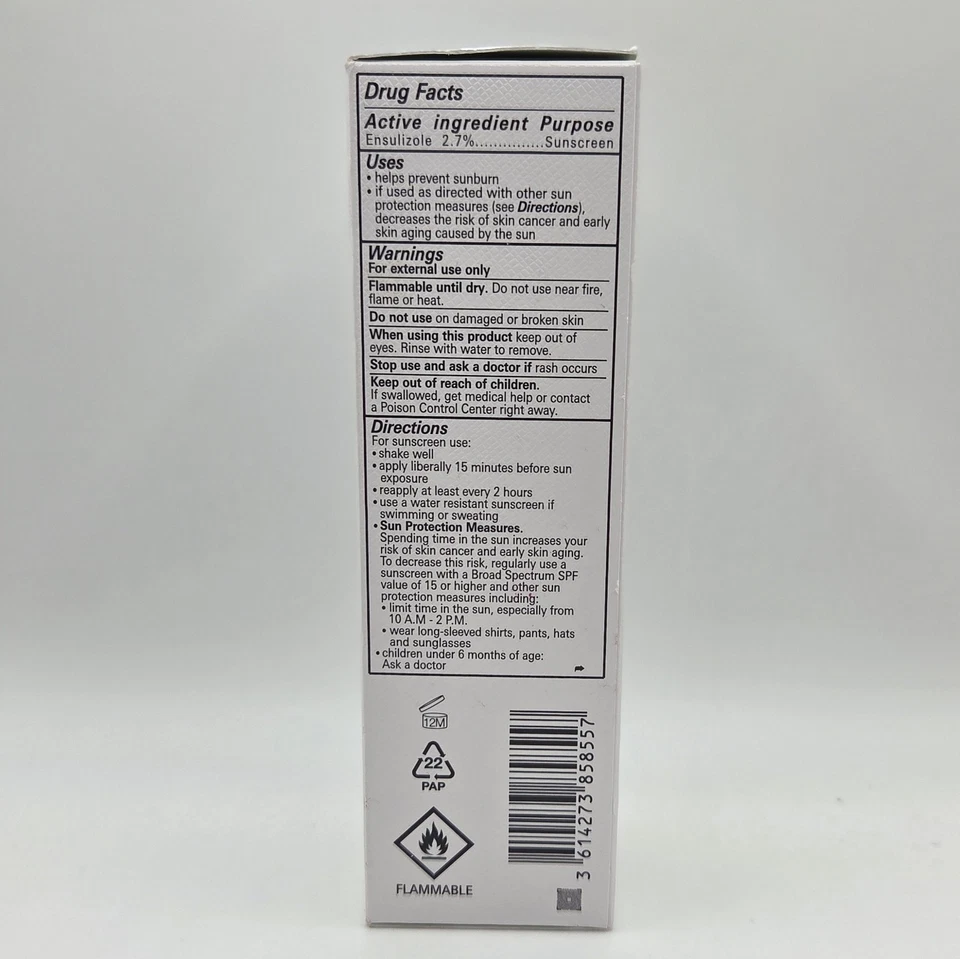 Drug Facts
Active ingredient Purpose
Ensulizole 2.7%...............Sunscreen
Uses
• helps prevent sunburn
• if used as directed with other sun
protection measures (see Directions),
decreases the risk of skin cancer and early
skin aging caused by the sun
Warnings
For external use only
Flammable until dry. Do not use near fire,
flame or heat.
Do not use on damaged or broken skin
When using this product keep out of
eyes. Rinse with water to remove.
Stop use and ask a doctor if rash occurs
Keep out of reach of children.
If swallowed, get medical help or contact
a Poison Control Center right away.
Directions
For sunscreen use:
• shake well
• apply liberally 15 minutes before sun
exposure
• reapply at least every 2 hours
• use a water resistant sunscreen if
swimming or sweating
• Sun Protection Measures.
Spending time in the sun increases your
risk of skin cancer and early skin aging.
To decrease this risk, regularly use a
sunscreen with a Broad Spectrum SPF
value of 15 or higher and other sun
protection measures including:
• limit time in the sun, especially from
10 A.M - 2 P.M.
• wear long-sleeved shirts, pants, hats
and sunglasses
• children under 6 months of age:
Ask a doctor
12M
22
PAP
FLAMMABLE
3 614273 858557